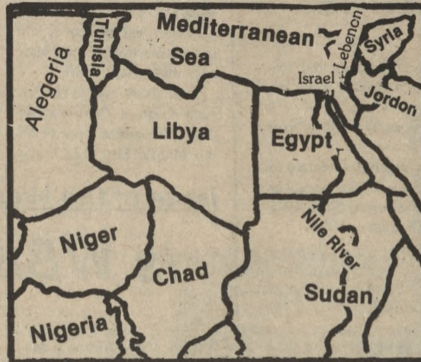 Mediterranean
Sea
Tunisia
Alegeria
Lebenon
Syria
Israel
Jordon
Libya
Egypt
Niger
Chad
Nile River
Sudan
Nigeria